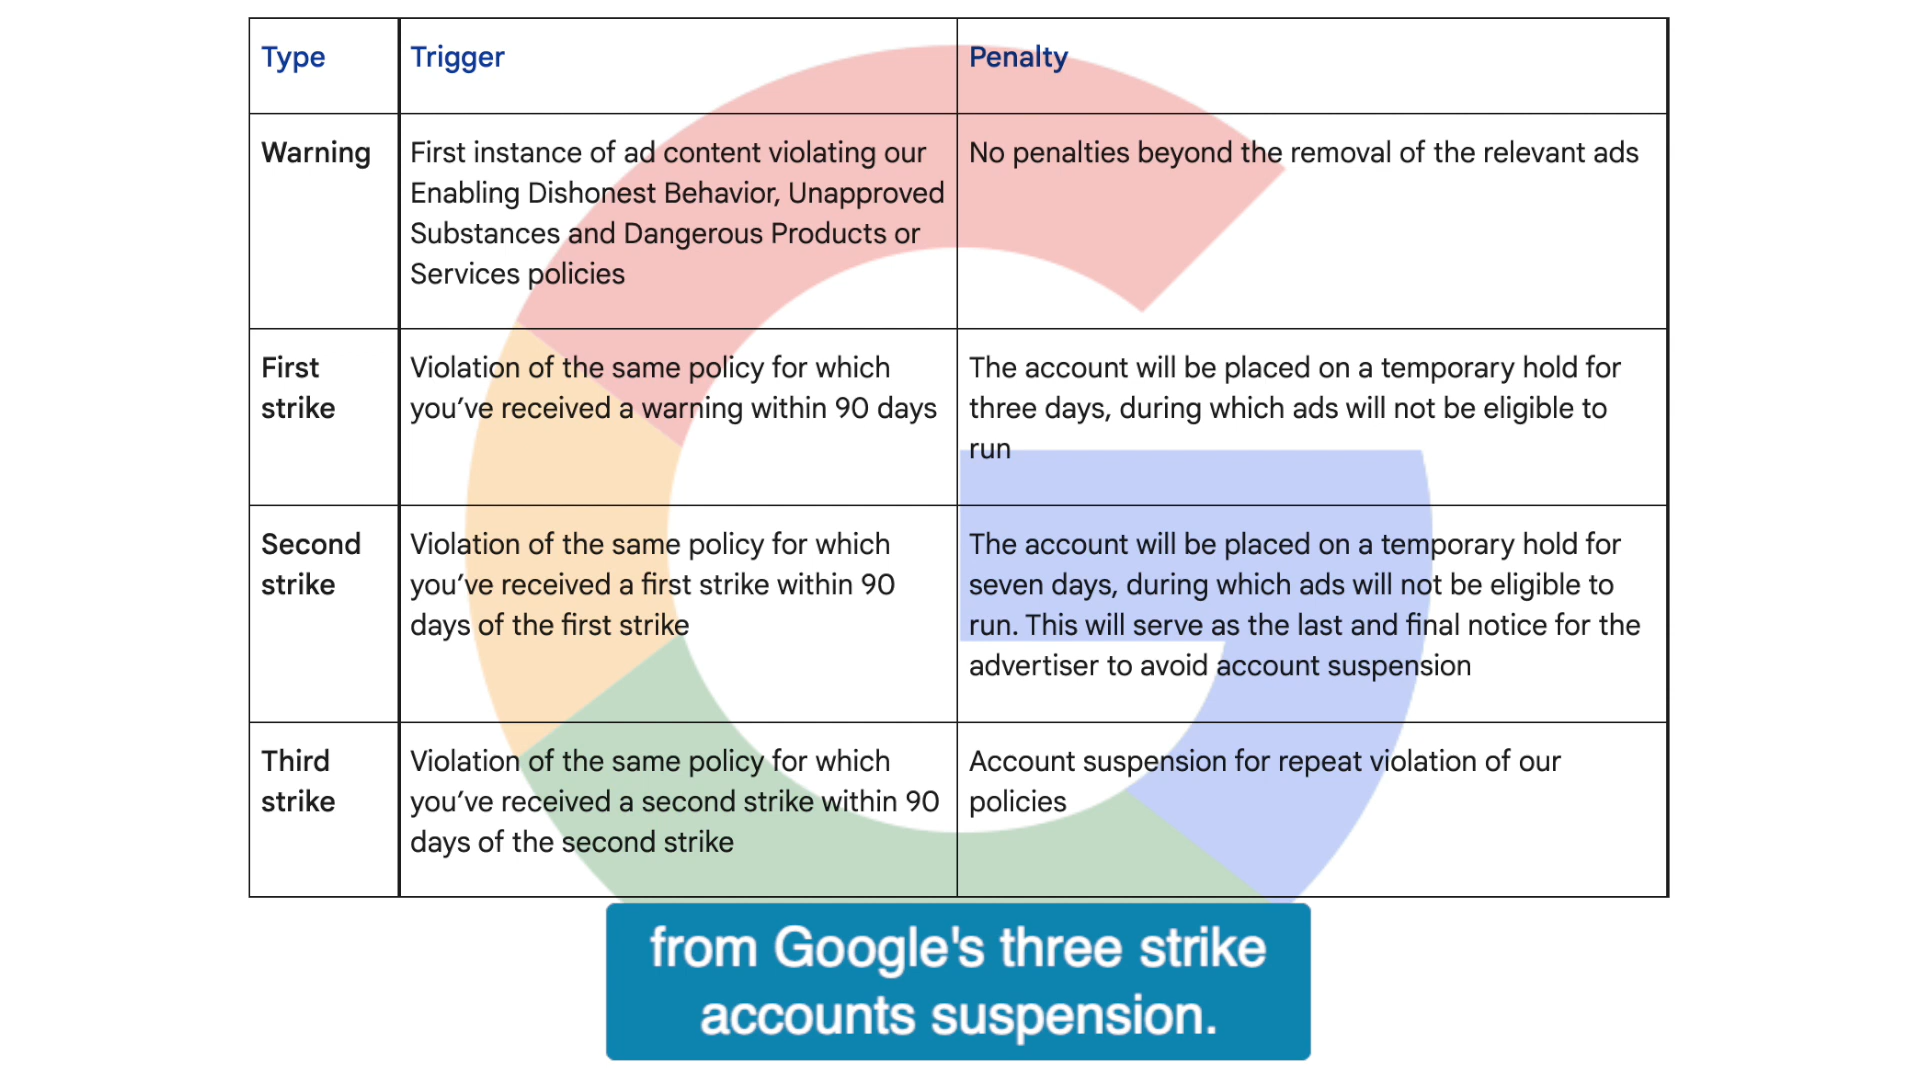 Type
Trigger
Penalty
Warning
First instance of ad content violating our
Enabling Dishonest Behavior, Unapproved
Substances and Dangerous Products or
Services policies
No penalties beyond the removal of the relevant ads
First
strike
Violation of the same policy for which
you’ve received a warning within 90 days
The account will be placed on a temporary hold for
three days, during which ads will not be eligible to
run
Second
strike
Violation of the same policy for which
you’ve received a first strike within 90
days of the first strike
The account will be placed on a temporary hold for
seven days, during which ads will not be eligible to
run. This will serve as the last and final notice for the
advertiser to avoid account suspension
Third
strike
Violation of the same policy for which
you’ve received a second strike within 90
days of the second strike
Account suspension for repeat violation of our
policies
from Google's three strike
accounts suspension.